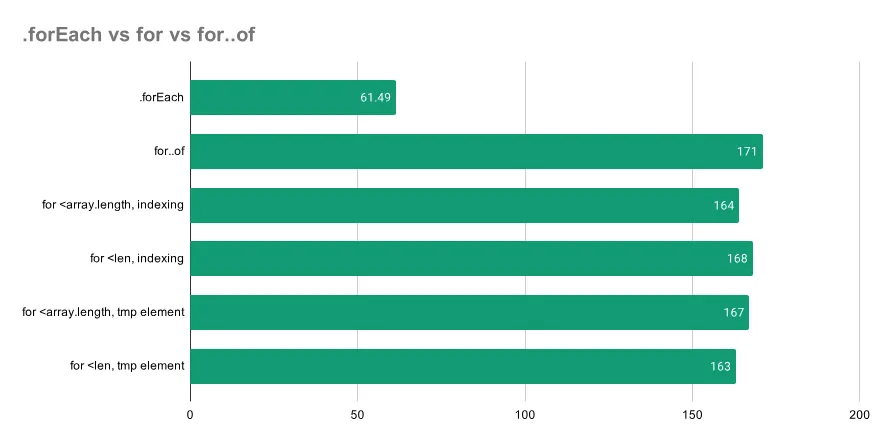 .forEach vs for vs for..of
.forEach
61.49
for..of
171
for <array.length, indexing
164
for <len, indexing
168
for <array.length, tmp element
167
for <len, tmp element
163
0 50 100 150 200